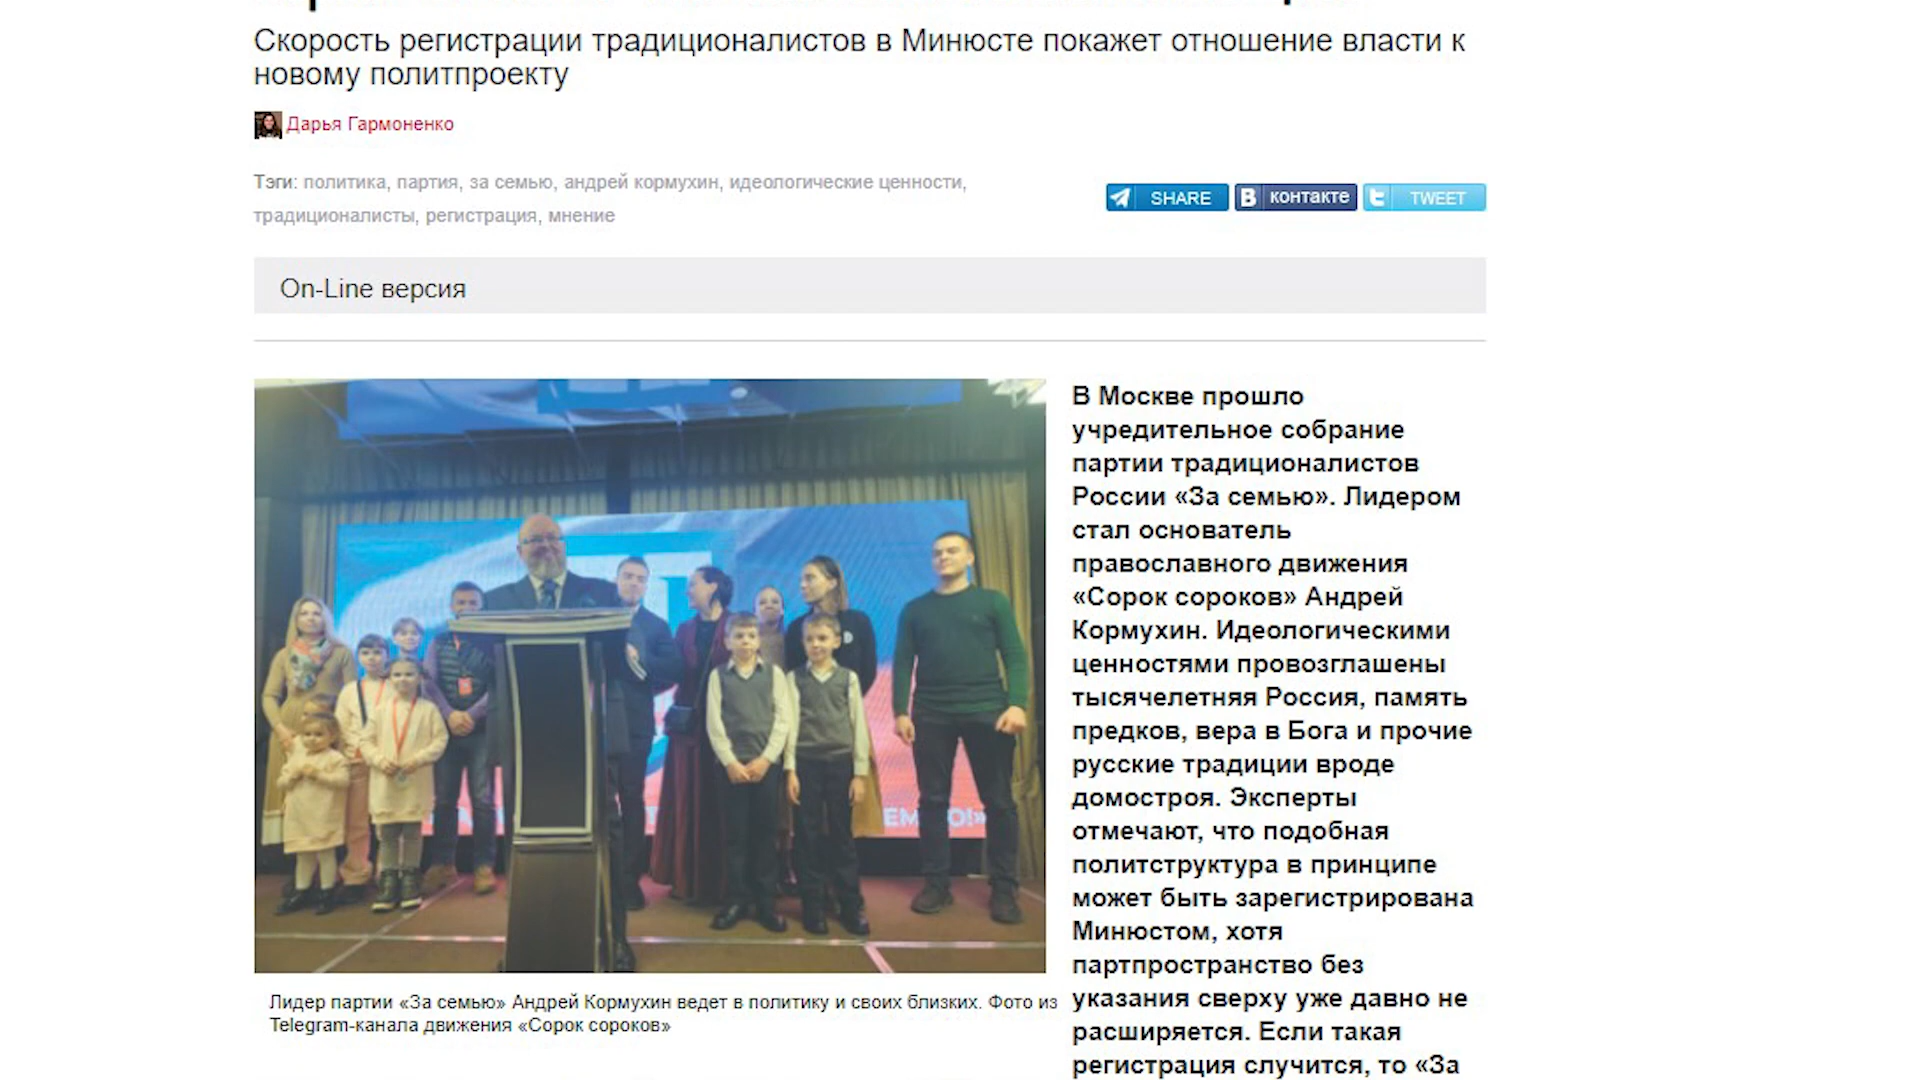 Скорость регистрации традиционалистов в Минюсте покажет отношение власти к
новому политпроекту
Дарья Гармоненко
Тэги: политика, партия, за семью, андрей кормухин, идеологические ценности,
традиционалисты, регистрация, мнение
SHARE
В контакте
TWEET
On-Line версия
В Москве прошло
учредительное собрание
партии традиционалистов
России «За семью». Лидером
стал основатель
православного движения
«Сорок сороков» Андрей
Кормухин. Идеологическими
ценностями провозглашены
тысячелетняя Россия, память
предков, вера в Бога и прочие
русские традиции вроде
домостроя. Эксперты
отмечают, что подобная
политструктура в принципе
может быть зарегистрирована
Минюстом, хотя
партпространство без
указания сверху уже давно не
расширяется. Если такая
регистрация случится, то «За
Лидер партии «За семью» Андрей Кормухин ведет в политику и своих близких. Фото из
Telegram-канала движения «Сорок сороков»